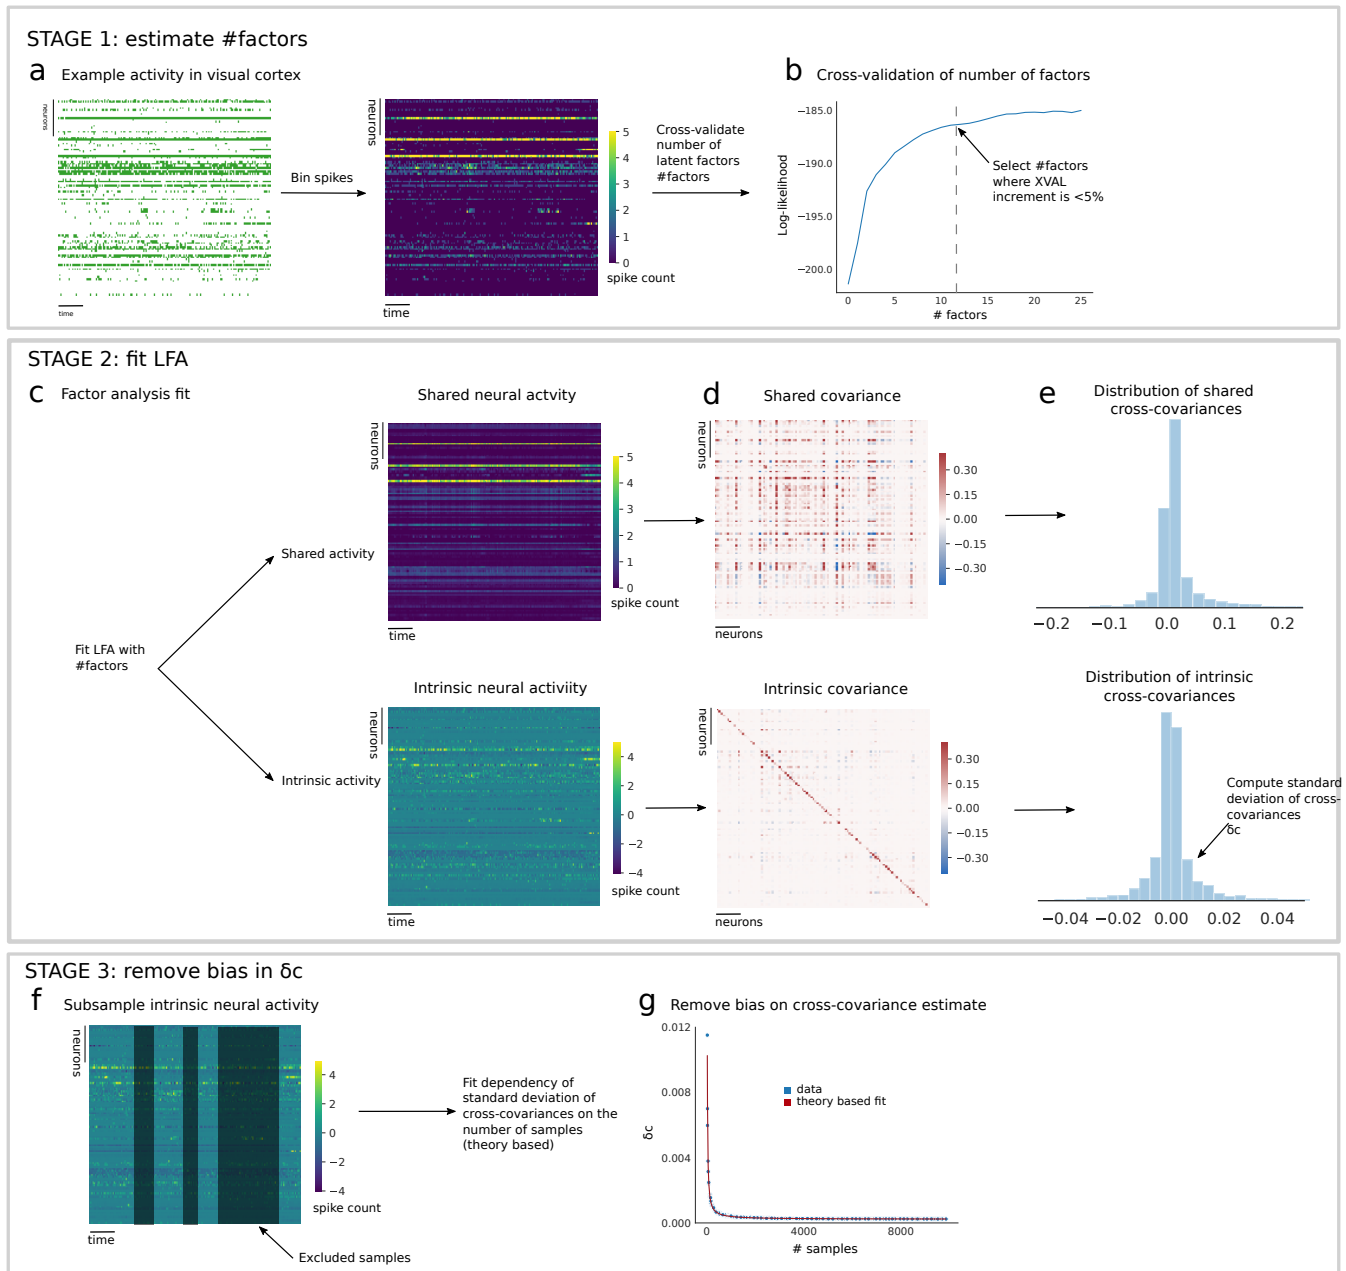 STAGE 1: estimate #factors
a
Example activity in visual cortex
neurons
time
Bin spikes
neurons
time
5
4
3
2
1
0
spike count
Cross-validate
number of
latent factors
#factors
b
Cross-validation of number of factors
Log-likelihood
−185.0
−190.0
−195.0
−200.0
0
5
10
15
20
25
# factors
Select #factors
where XVAL
increment is <5%
STAGE 2: fit LFA
c
Factor analysis fit
Fit LFA with
#factors
Shared activity
Intrinsic activity
Shared neural actvity
neurons
time
5
4
3
2
1
0
spike count
d
Shared covariance
neurons
neurons
0.30
0.15
0.00
−0.15
−0.30
e
Distribution of shared
cross-covariances
−0.2
−0.1
0.0
0.1
0.2
Intrinsic neural activiity
neurons
time
4
2
0
−2
−4
spike count
Intrinsic covariance
neurons
neurons
0.30
0.15
0.00
−0.15
−0.30
Distribution of intrinsic
cross-covariances
Compute standard
deviation of cross-
covariances
δc
−0.04
−0.02
0.00
0.02
0.04
STAGE 3: remove bias in δc
f
Subsample intrinsic neural activity
neurons
time
4
2
0
−2
−4
spike count
Excluded samples
Fit dependency of
standard deviation of
cross-covariances on the
number of samples
(theory based)
g
Remove bias on cross-covariance estimate
δc
0.012
0.008
0.004
0.000
data
theory based fit
0
4000
8000
# samples